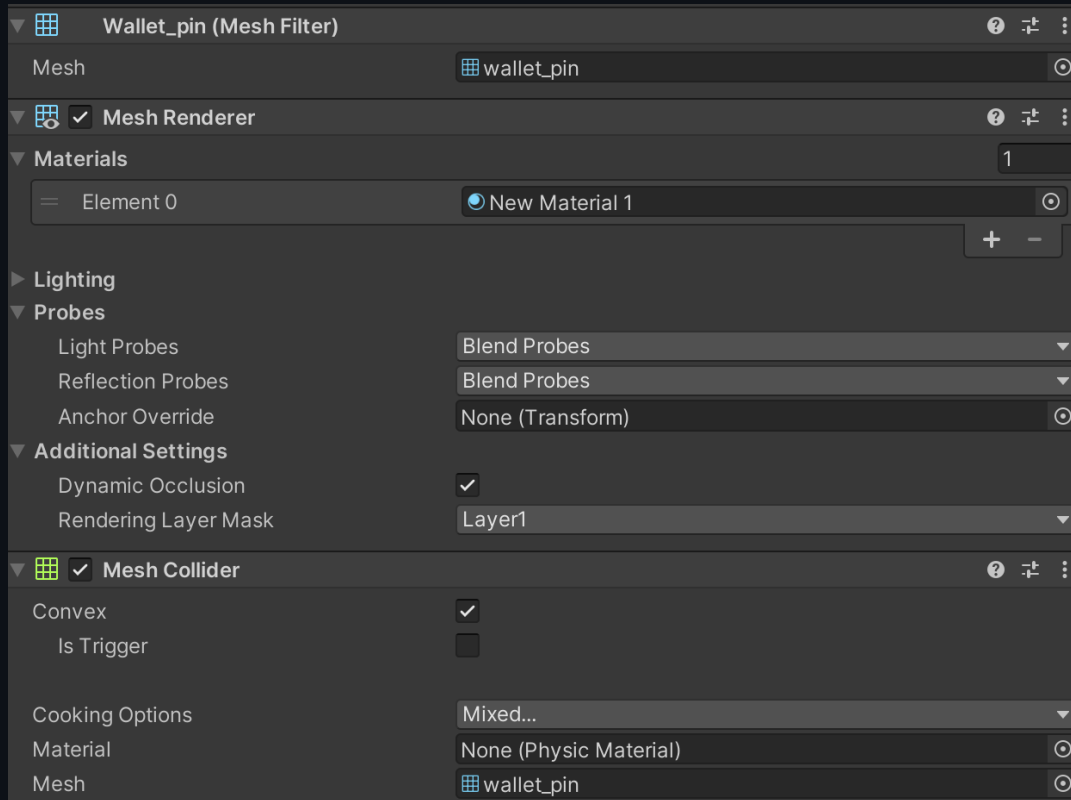 Wallet_pin (Mesh Filter)
Mesh wallet_pin
Mesh Renderer
Materials 1
Element 0 New Material 1
Lighting
Probes
Light Probes Blend Probes
Reflection Probes Blend Probes
Anchor Override None (Transform)
Additional Settings
Dynamic Occlusion
Rendering Layer Mask Layer1
Mesh Collider
Convex
Is Trigger
Cooking Options Mixed...
Material None (Physic Material)
Mesh wallet_pin